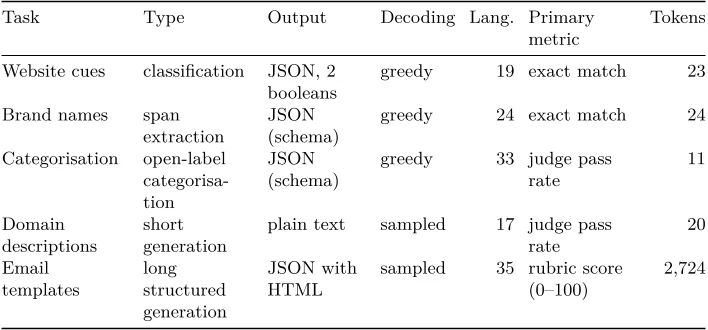 Task Type Output Decoding Lang. Primary metric Tokens
Website cues classification JSON, 2 booleans greedy 19 exact match 23
Brand names span extraction JSON (schema) greedy 24 exact match 24
Categorisation open-label categorisa-tion JSON (schema) greedy 33 judge pass rate 11
Domain descriptions short generation plain text sampled 17 judge pass rate 20
Email templates long structured generation JSON with HTML sampled 35 rubric score (0–100) 2,724